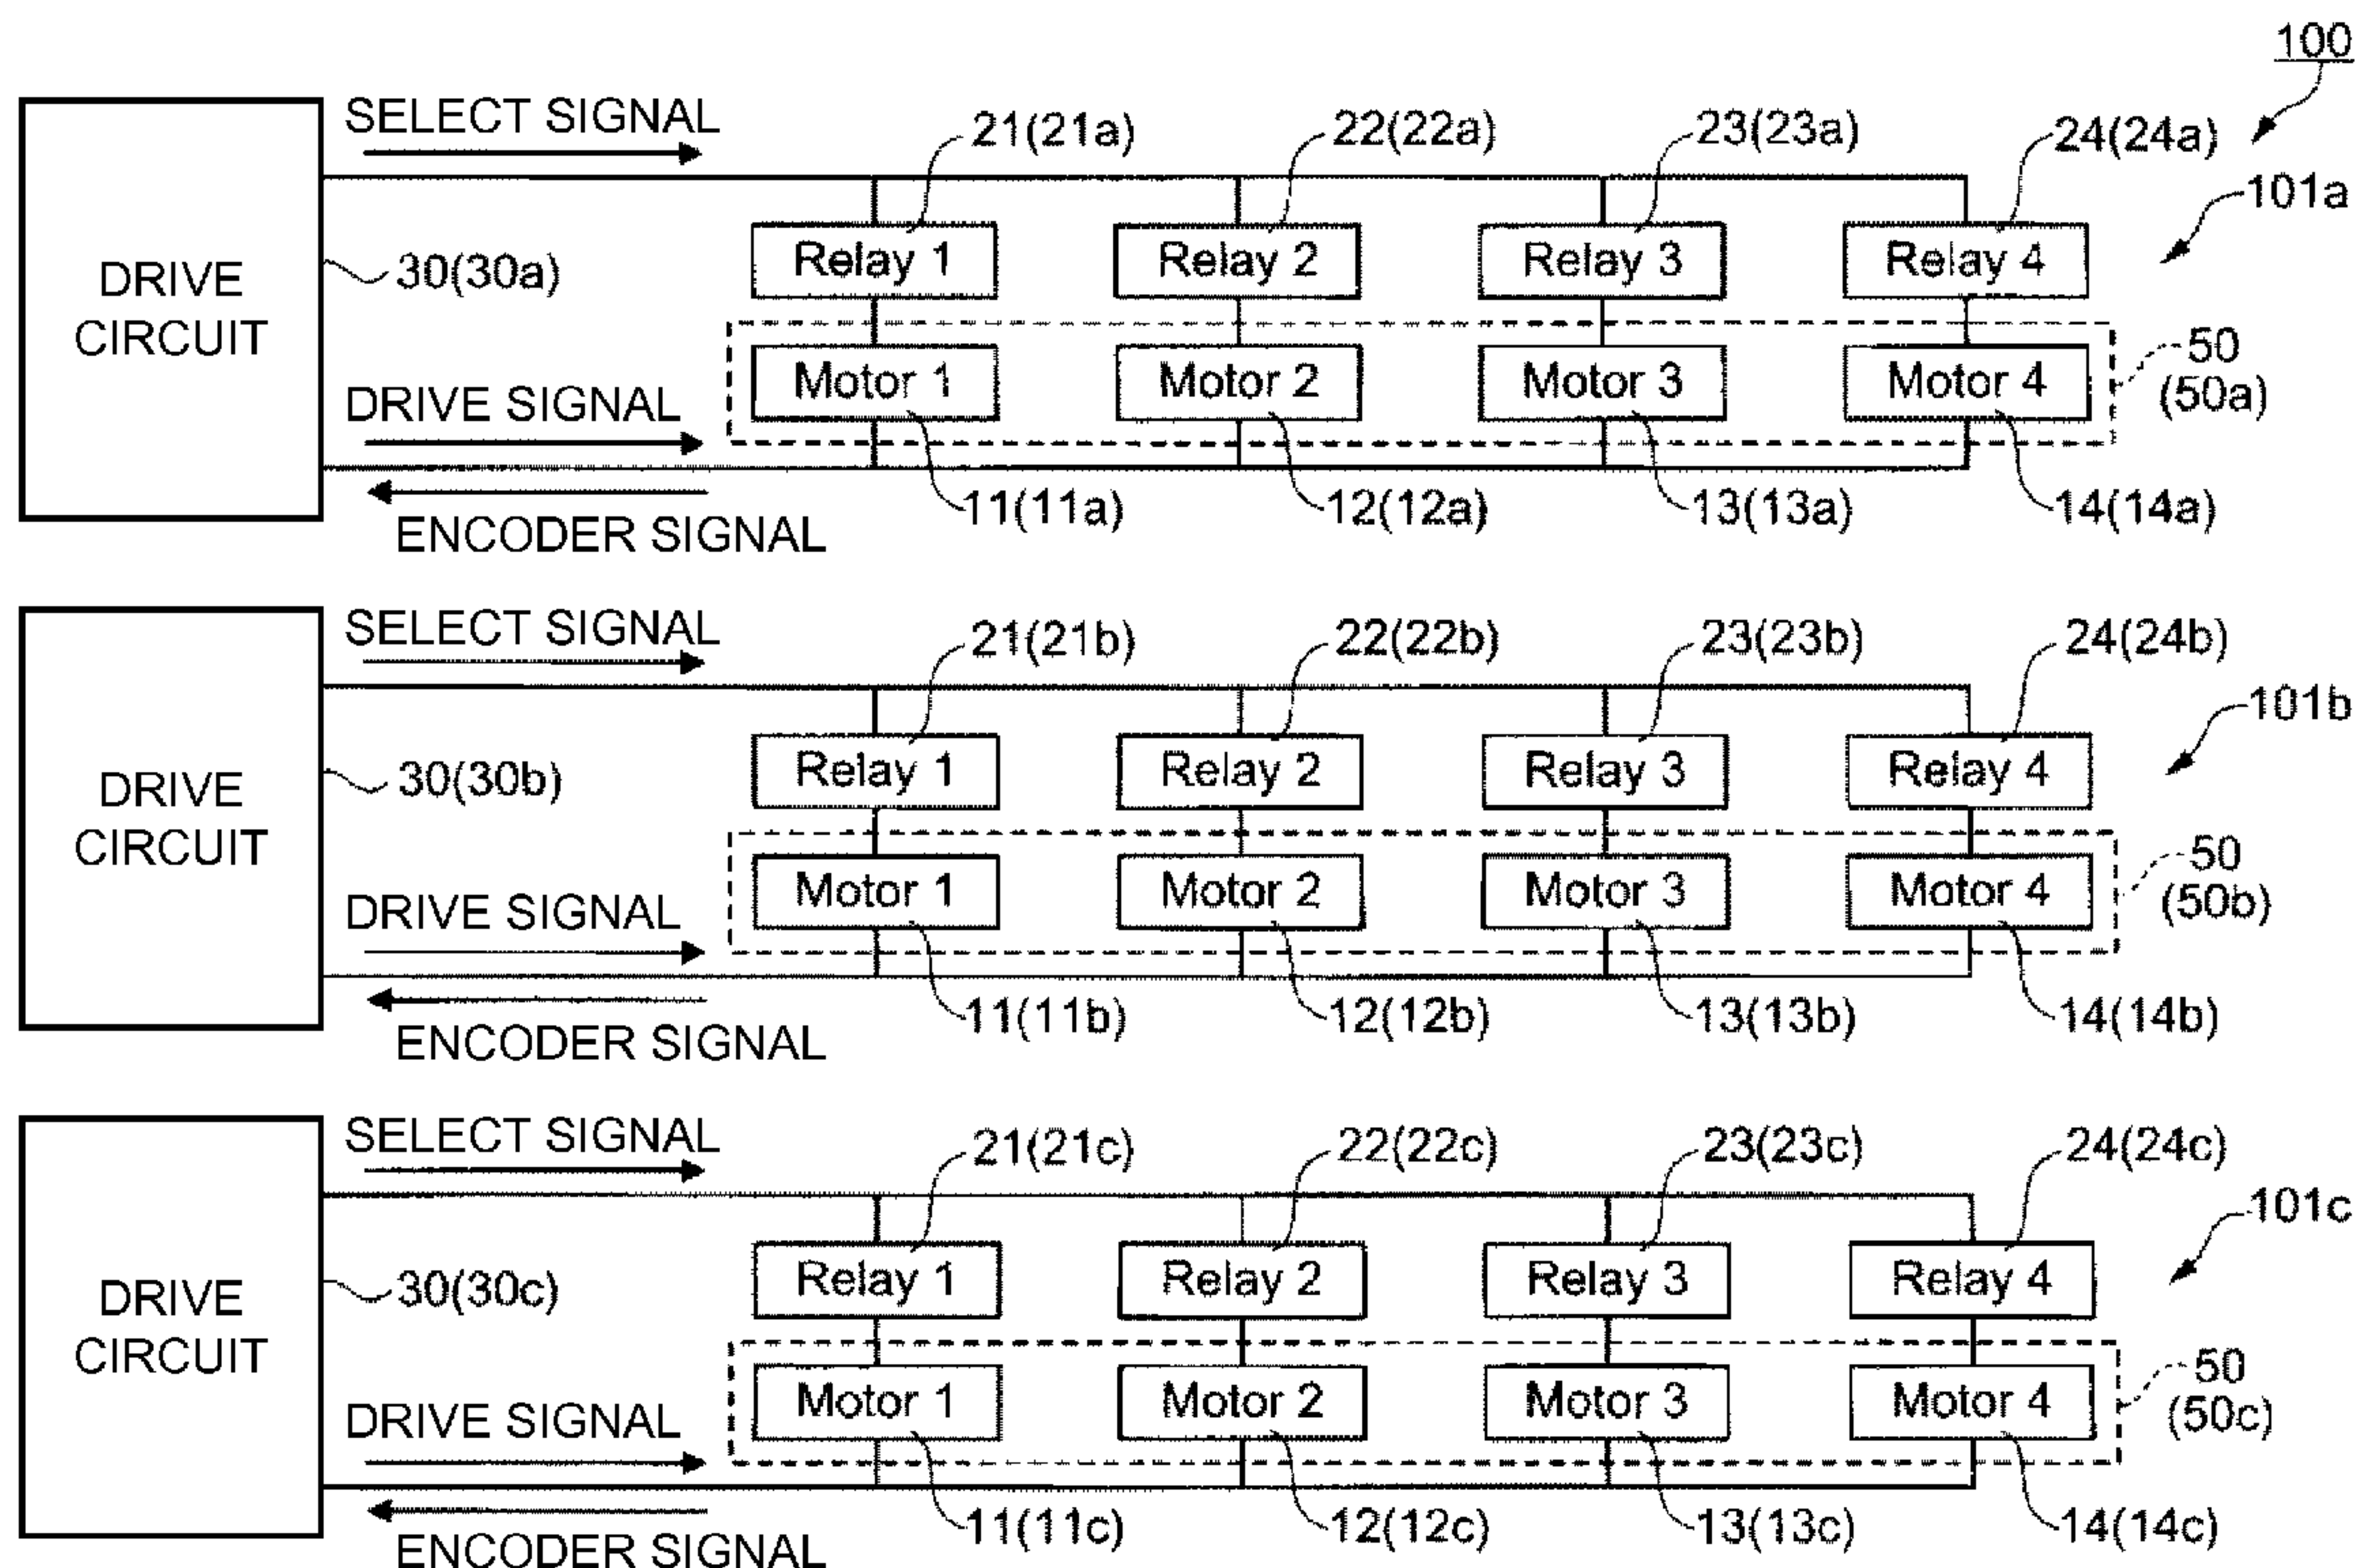 100
SELECT SIGNAL
21(21a) 22(22a) 23(23a) 24(24a)
101a
DRIVE
CIRCUIT
30(30a)
Relay 1 Relay 2 Relay 3 Relay 4
Motor 1 Motor 2 Motor 3 Motor 4
50
(50a)
DRIVE SIGNAL
ENCODER SIGNAL
11(11a) 12(12a) 13(13a) 14(14a)
SELECT SIGNAL
21(21b) 22(22b) 23(23b) 24(24b)
101b
DRIVE
CIRCUIT
30(30b)
Relay 1 Relay 2 Relay 3 Relay 4
Motor 1 Motor 2 Motor 3 Motor 4
50
(50b)
DRIVE SIGNAL
ENCODER SIGNAL
11(11b) 12(12b) 13(13b) 14(14b)
SELECT SIGNAL
21(21c) 22(22c) 23(23c) 24(24c)
101c
DRIVE
CIRCUIT
30(30c)
Relay 1 Relay 2 Relay 3 Relay 4
Motor 1 Motor 2 Motor 3 Motor 4
50
(50c)
DRIVE SIGNAL
ENCODER SIGNAL
11(11c) 12(12c) 13(13c) 14(14c)